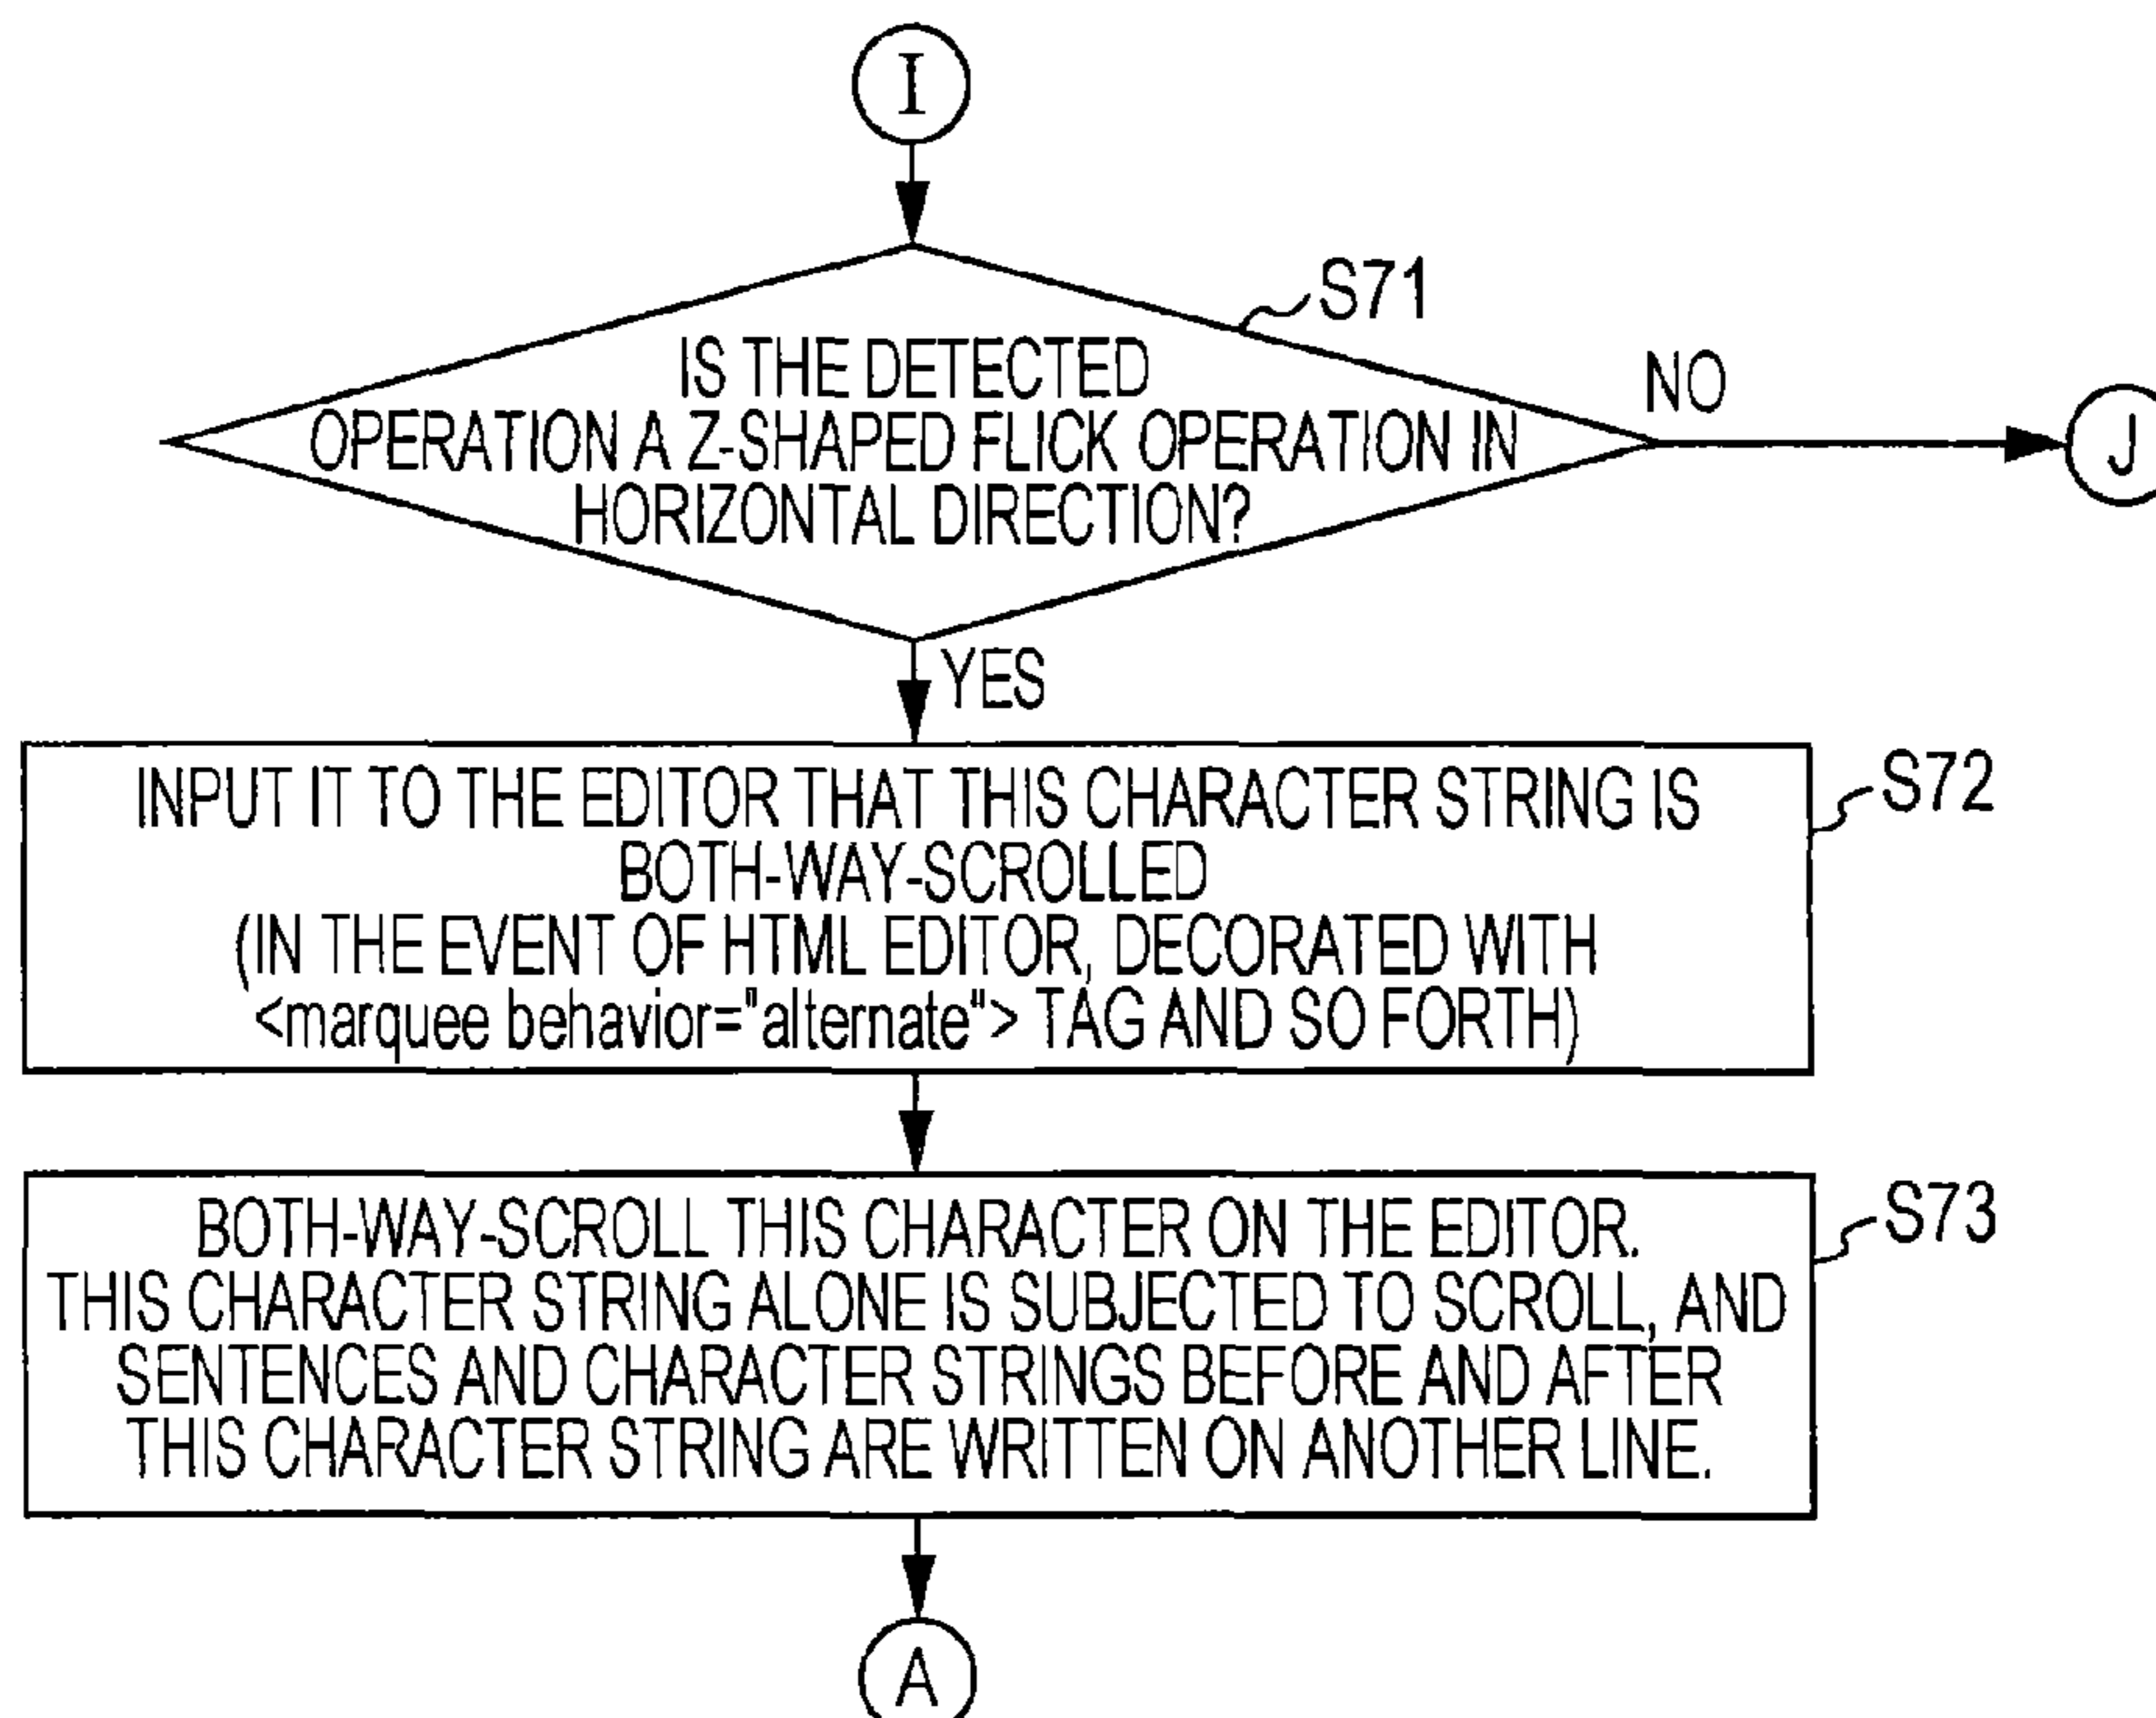 I
S71
IS THE DETECTED
OPERATION A Z-SHAPED FLICK OPERATION IN
HORIZONTAL DIRECTION?
NO
J
YES
INPUT IT TO THE EDITOR THAT THIS CHARACTER STRING IS
BOTH-WAY-SCROLLED
(IN THE EVENT OF HTML EDITOR, DECORATED WITH
<marquee behavior="alternate"> TAG AND SO FORTH)
S72
BOTH-WAY-SCROLL THIS CHARACTER ON THE EDITOR.
THIS CHARACTER STRING ALONE IS SUBJECTED TO SCROLL, AND
SENTENCES AND CHARACTER STRINGS BEFORE AND AFTER
THIS CHARACTER STRING ARE WRITTEN ON ANOTHER LINE.
S73
A